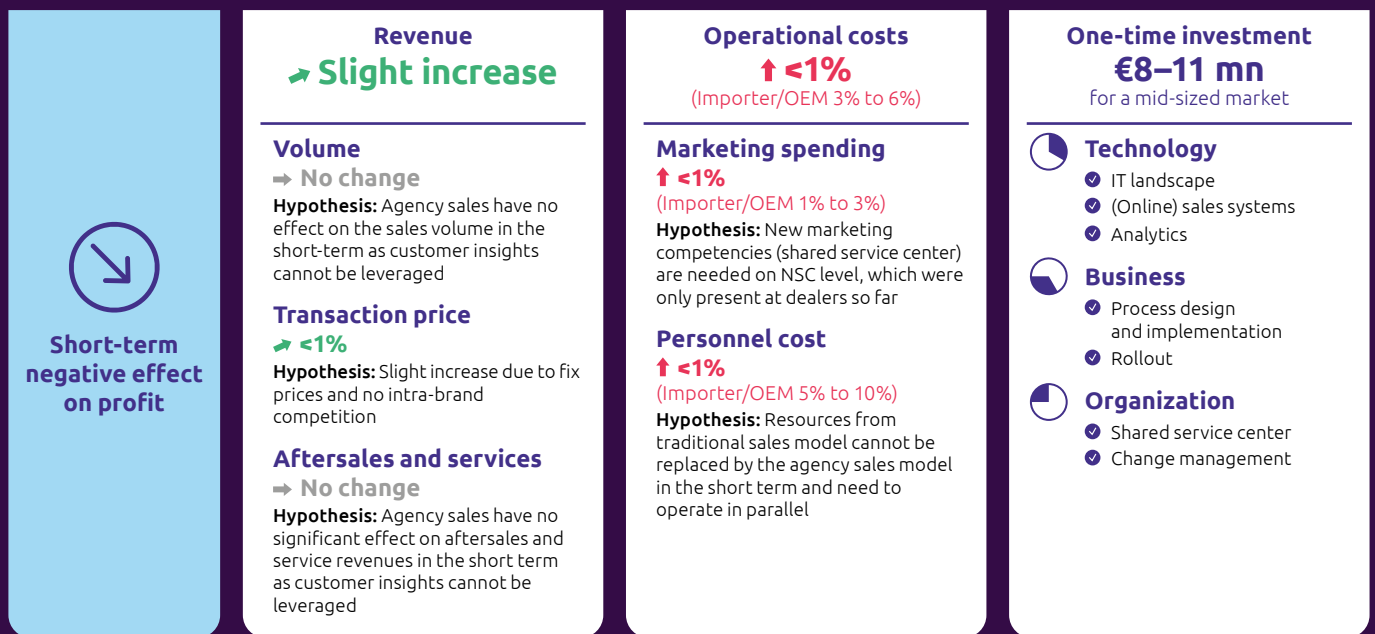 Short-term
negative effect
on profit
Revenue
Slight increase
Volume
No change
Hypothesis: Agency sales have no
effect on the sales volume in the
short-term as customer insights
cannot be leveraged
Transaction price
≤1%
Hypothesis: Slight increase due to fix
prices and no intra-brand
competition
Aftersales and services
No change
Hypothesis: Agency sales have no
significant effect on aftersales and
service revenues in the short term
as customer insights cannot be
leveraged
Operational costs
≤1%
(Importer/OEM 3% to 6%)
Marketing spending
≤1%
(Importer/OEM 1% to 3%)
Hypothesis: New marketing
competencies (shared service center)
are needed on NSC level, which were
only present at dealers so far
Personnel cost
≤1%
(Importer/OEM 5% to 10%)
Hypothesis: Resources from
traditional sales model cannot be
replaced by the agency sales model
in the short term and need to
operate in parallel
One-time investment
€8–11 mn
for a mid-sized market
Technology
IT landscape
(Online) sales systems
Analytics
Business
Process design
and implementation
Rollout
Organization
Shared service center
Change management